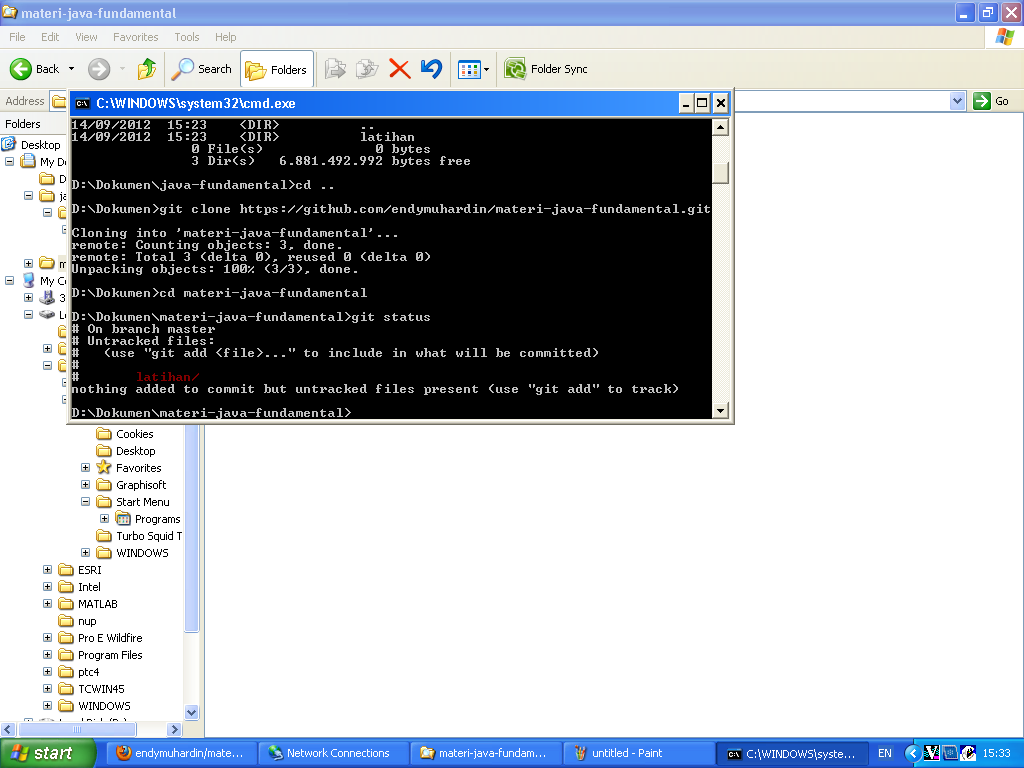 materi-java-fundamental
File Edit View Favorites Tools Help
Back Search Folders Folder Sync
Address Go
Folders
C:\WINDOWS\system32\cmd.exe
14/09/2012  15:23    <DIR>          ..
14/09/2012  15:23    <DIR>          latihan
0 File(s)              0 bytes
3 Dir(s)   6.881.492.992 bytes free
D:\Dokumen\java-fundamental>cd ..
D:\Dokumen>git clone https://github.com/endymuhardin/materi-java-fundamental.git
Cloning into 'materi-java-fundamental'...
remote: Counting objects: 3, done.
remote: Total 3 (delta 0), reused 0 (delta 0)
Unpacking objects: 100% (3/3), done.
D:\Dokumen>cd materi-java-fundamental
D:\Dokumen\materi-java-fundamental>git status
# On branch master
# Untracked files:
#   (use "git add <file>..." to include in what will be committed)
#
#       latihan/
nothing added to commit but untracked files present (use "git add" to track)
D:\Dokumen\materi-java-fundamental>
Desktop
My
My
Cookies
Desktop
Favorites
Graphisoft
Start Menu
Programs
Turbo Squid T
WINDOWS
ESRI
Intel
MATLAB
nup
Pro E Wildfire
Program Files
ptc4
TCWIN45
WINDOWS
start endymuhardin/mate... Network Connections materi-java-fundam... untitled - Paint C:\WINDOWS\syste... EN 15:33